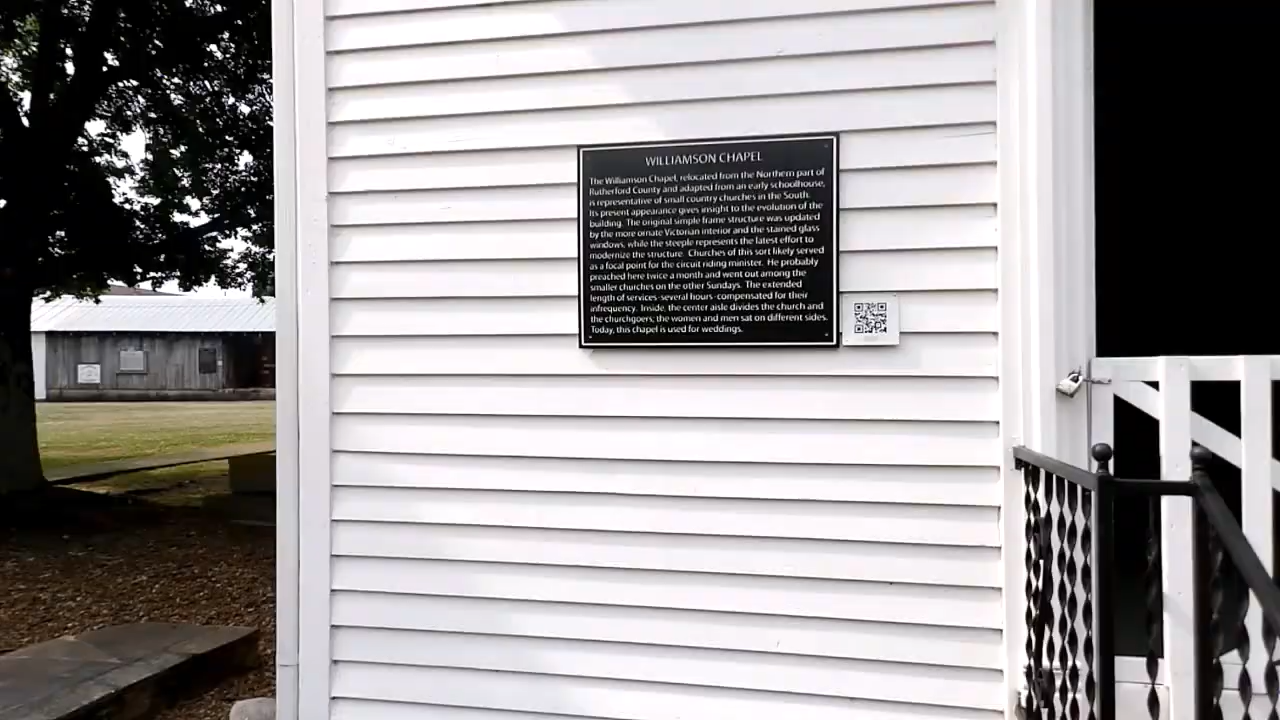 WILLIAMSON CHAPEL
The Williamson Chapel, relocated from the Northern part of
Rutherford County and adapted from an early schoolhouse,
is representative of small country churches in the South.
Its present appearance gives insight to the evolution of the
building. The original simple frame structure was updated
by the more ornate Victorian interior and the stained glass
windows, while the steeple represents the latest effort to
modernize the structure. Churches of this sort likely served
as a focal point for the circuit riding minister. He probably
preached here twice a month and went out among the
smaller churches on the other Sundays. The extended
length of services-several hours-compensated for their
infrequency. Inside, the center aisle divides the church and
the churchgoers; the women and men sat on different sides.
Today, this chapel is used for weddings.